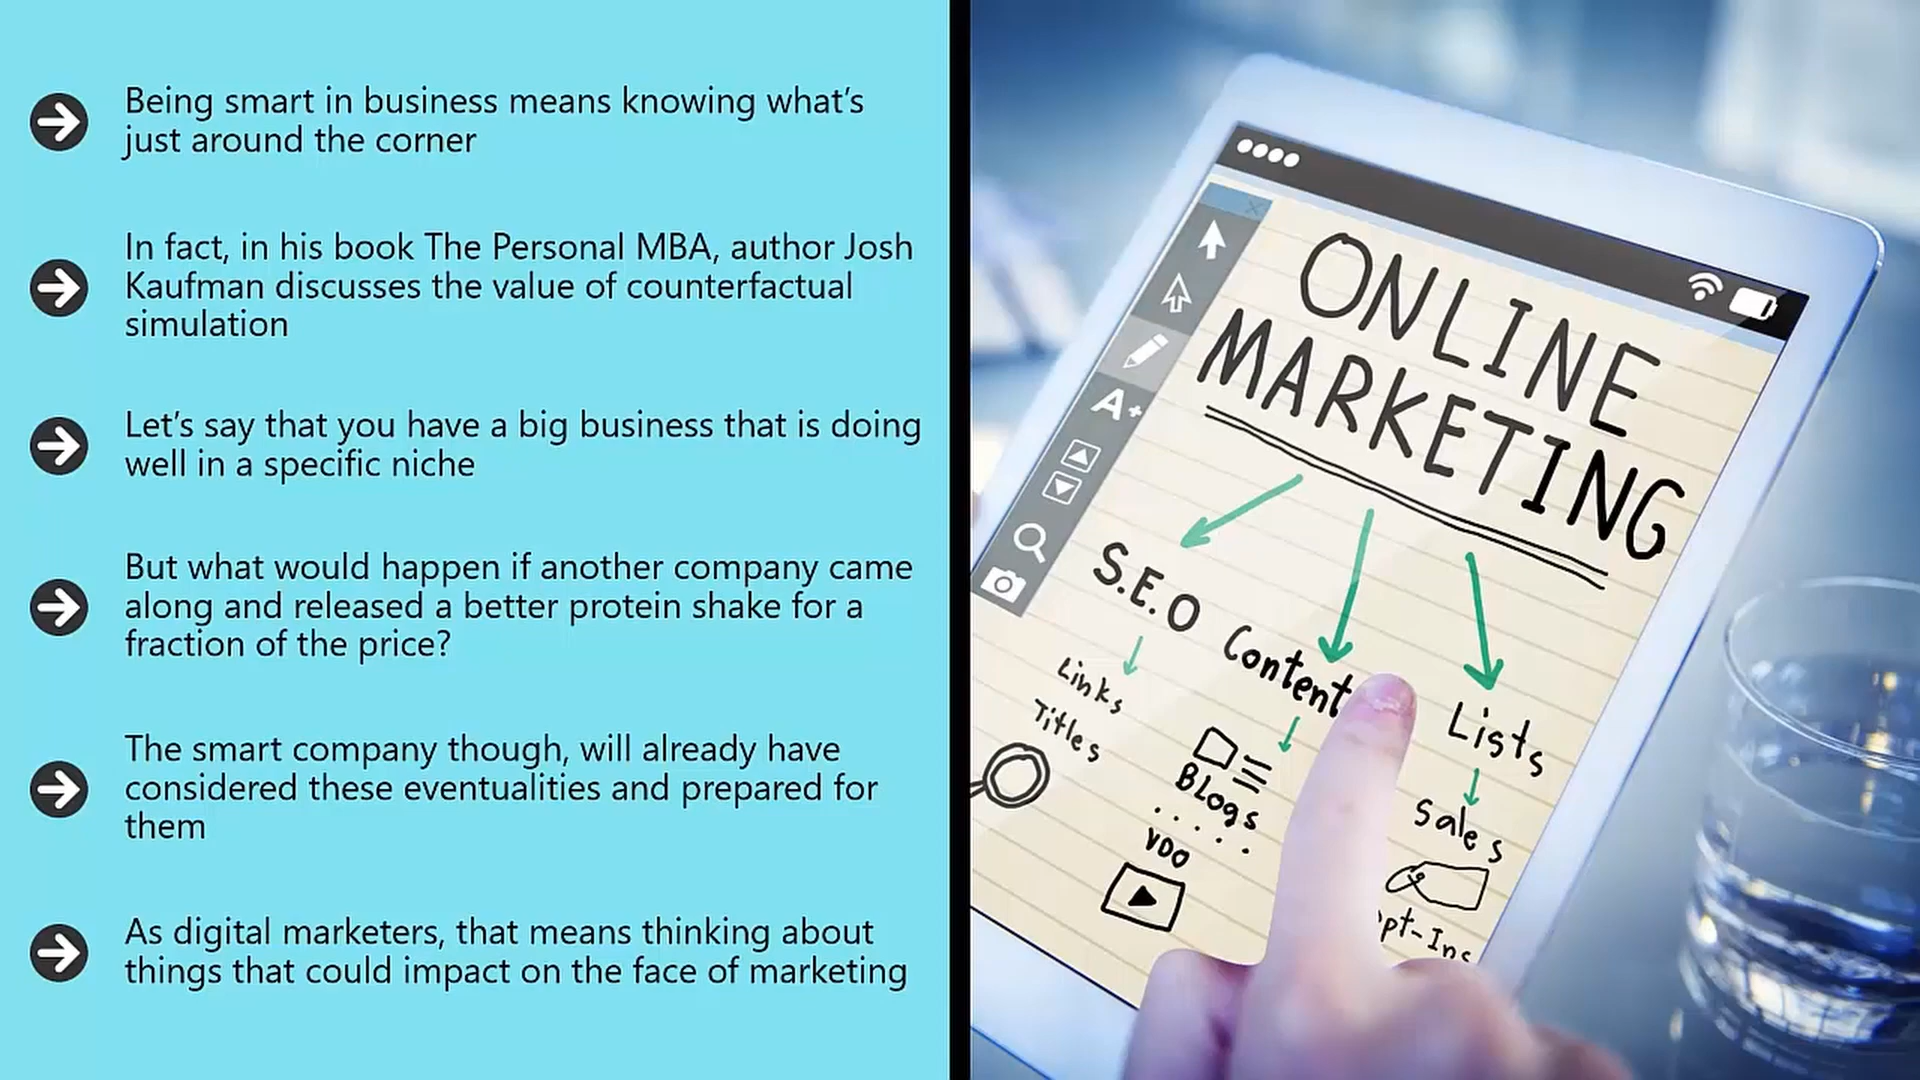 Being smart in business means knowing what's
just around the corner
In fact, in his book The Personal MBA, author Josh
Kaufman discusses the value of counterfactual
simulation
Let's say that you have a big business that is doing
well in a specific niche
But what would happen if another company came
along and released a better protein shake for a
fraction of the price?
The smart company though, will already have
considered these eventualities and prepared for
them
As digital marketers, that means thinking about
things that could impact on the face of marketing
ONLINE
MARKETING
A+
S.E.O
Links
Titles
Content
Blogs
VDO
Lists
Sales
pt-Ins